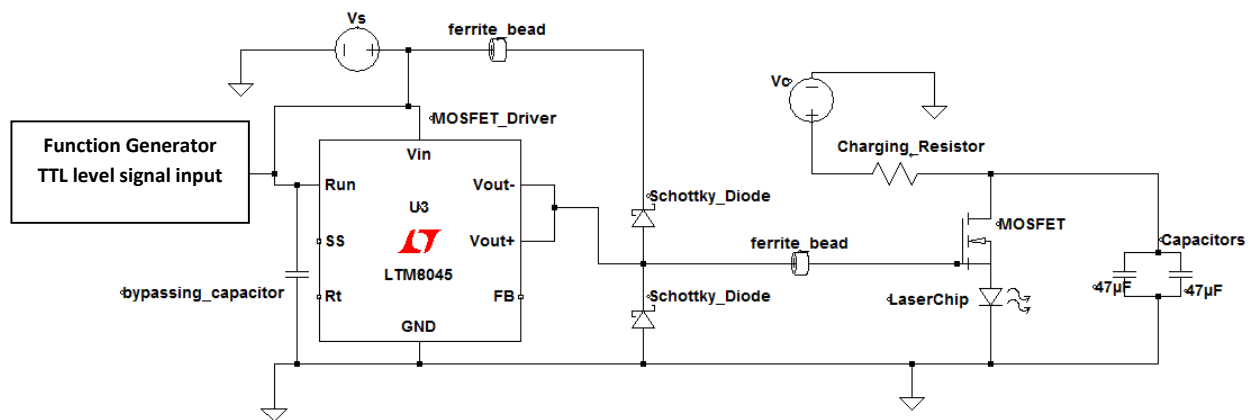 Vs
ferrite_bead
Vc
Function Generator
TTL level signal input
MOSFET_Driver
Charging_Resistor
Vin
Run
Vout-
Schottky_Diode
MOSFET
U3
SS
Vout+
ferrite_bead
Capacitors
LTM8045
bypassing_capacitor
Rt
FB
Schottky_Diode
LaserChip
47µF
47µF
GND